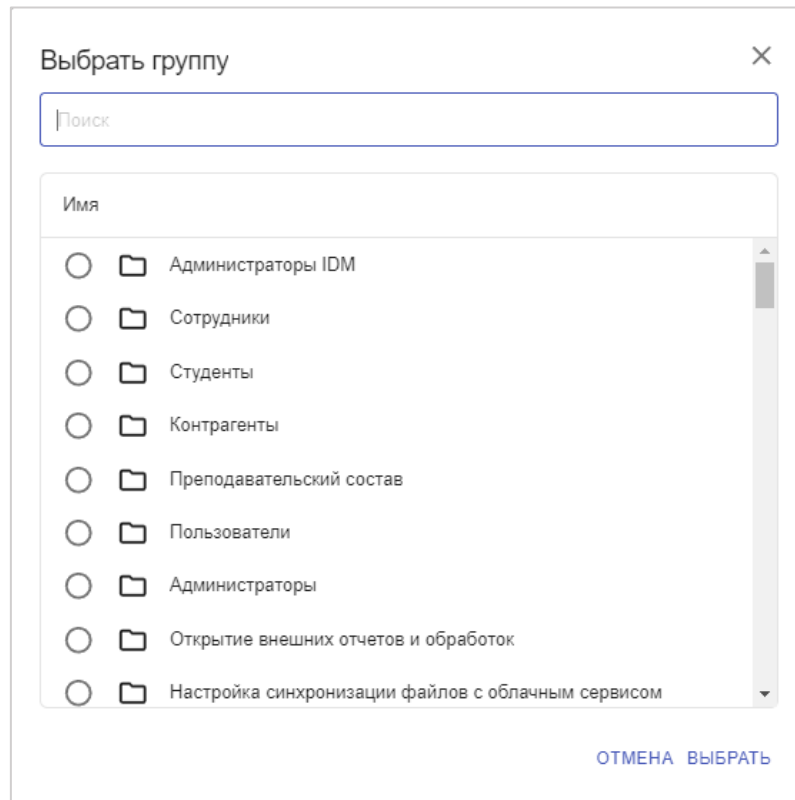 Выбрать группу
Поиск
Имя
Администраторы IDM
Сотрудники
Студенты
Контрагенты
Преподавательский состав
Пользователи
Администраторы
Открытие внешних отчетов и обработок
Настройка синхронизации файлов с облачным сервисом
ОТМЕНА ВЫБРАТЬ